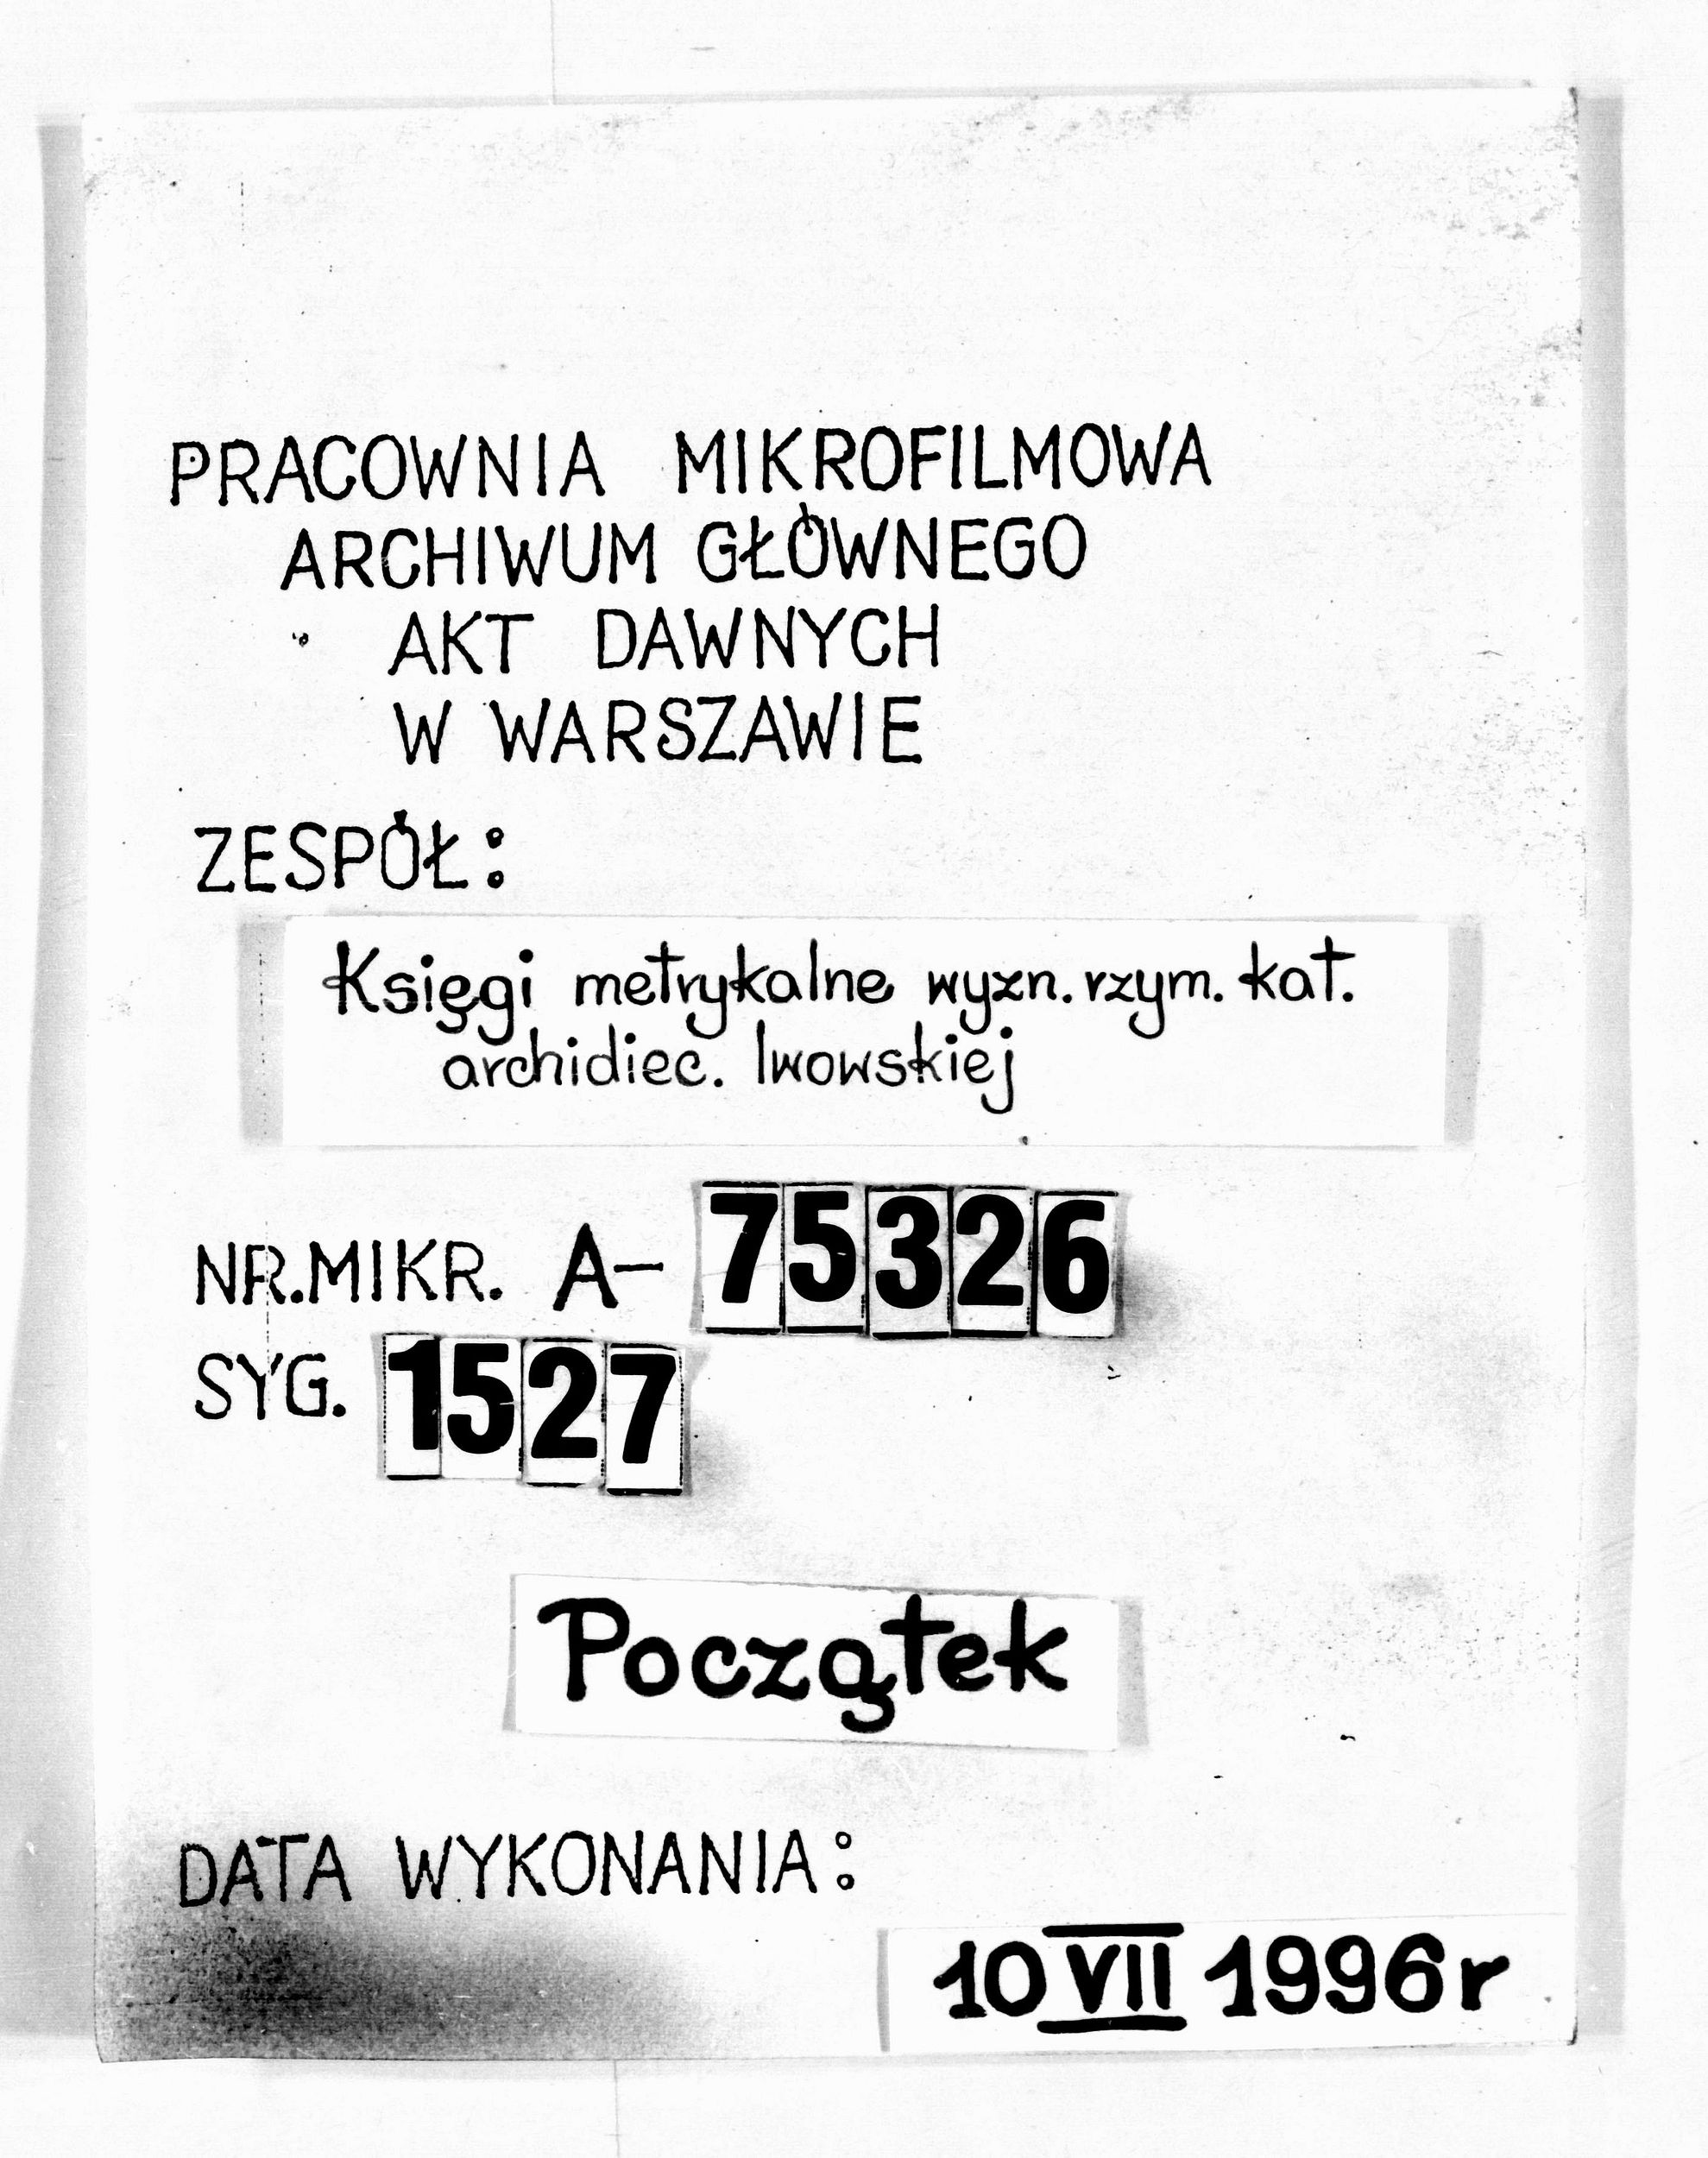 PRACOWNIA MIKROFILMOWA
ARCHIWUM GŁÓWNEGO
AKT DAWNYCH
W WARSZAWIE
ZESPÓŁ:
Księgi metrykalne wyzn. rzym. kat.
archidiec. lwowskiej
NR. MIKR. A- 75326
SYG. 1527
Początek
DATA WYKONANIA:
10 VII 1996 r